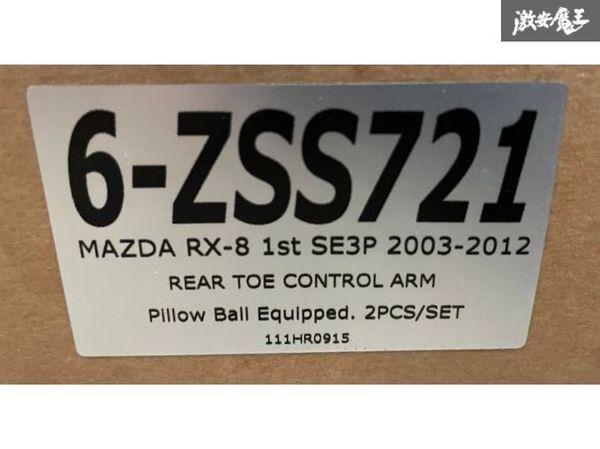 激安魔王
6-ZSS721
MAZDA RX-8 1st SE3P 2003-2012
REAR TOE CONTROL ARM
Pillow Ball Equipped. 2PCS/SET
111HR0915